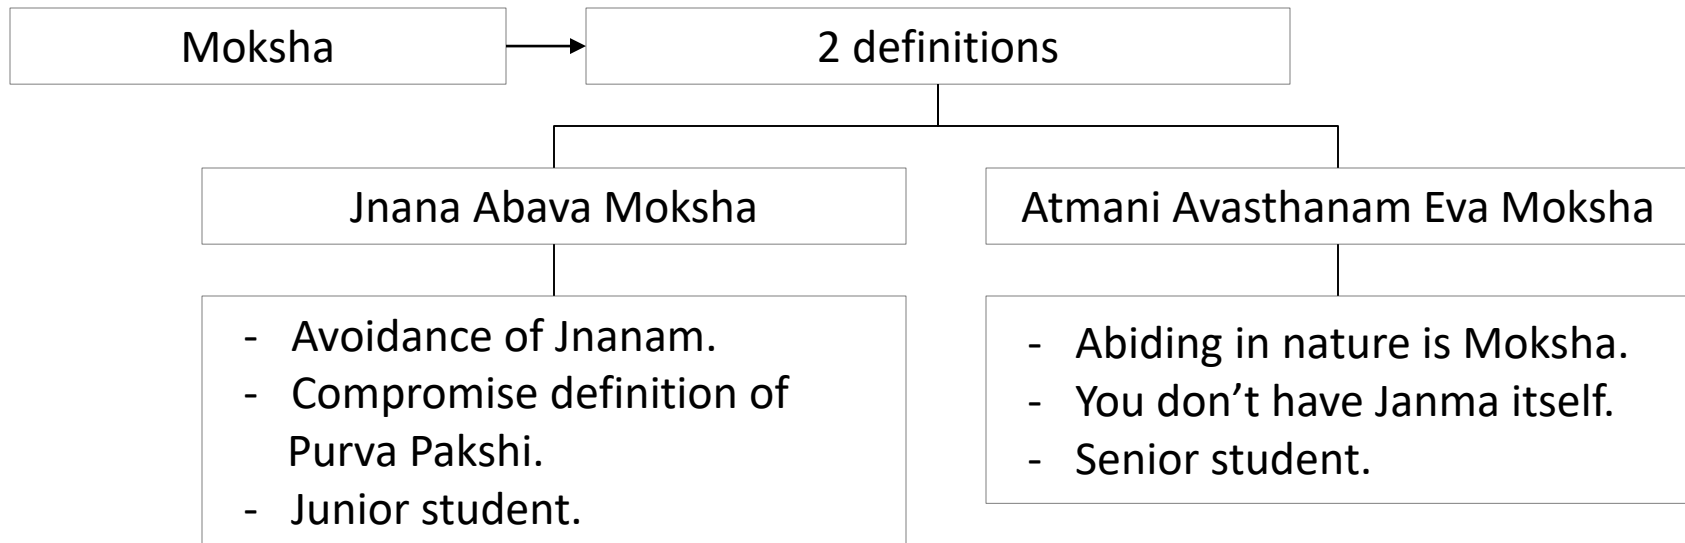 Moksha
2 definitions
Jnana Abava Moksha
- Avoidance of Jnanam.
- Compromise definition of
Purva Pakshi.
- Junior student.
Atmani Avasthanam Eva Moksha
- Abiding in nature is Moksha.
- You don’t have Janma itself.
- Senior student.